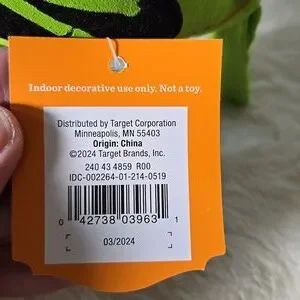 Indoor decorative use only. Not a toy.
Distributed by Target Corporation
Minneapolis, MN 55403
Origin: China
©2024 Target Brands, Inc.
240 43 4859 R00
IDC-002264-01-214-0519
0 42738 03963 1
03/2024